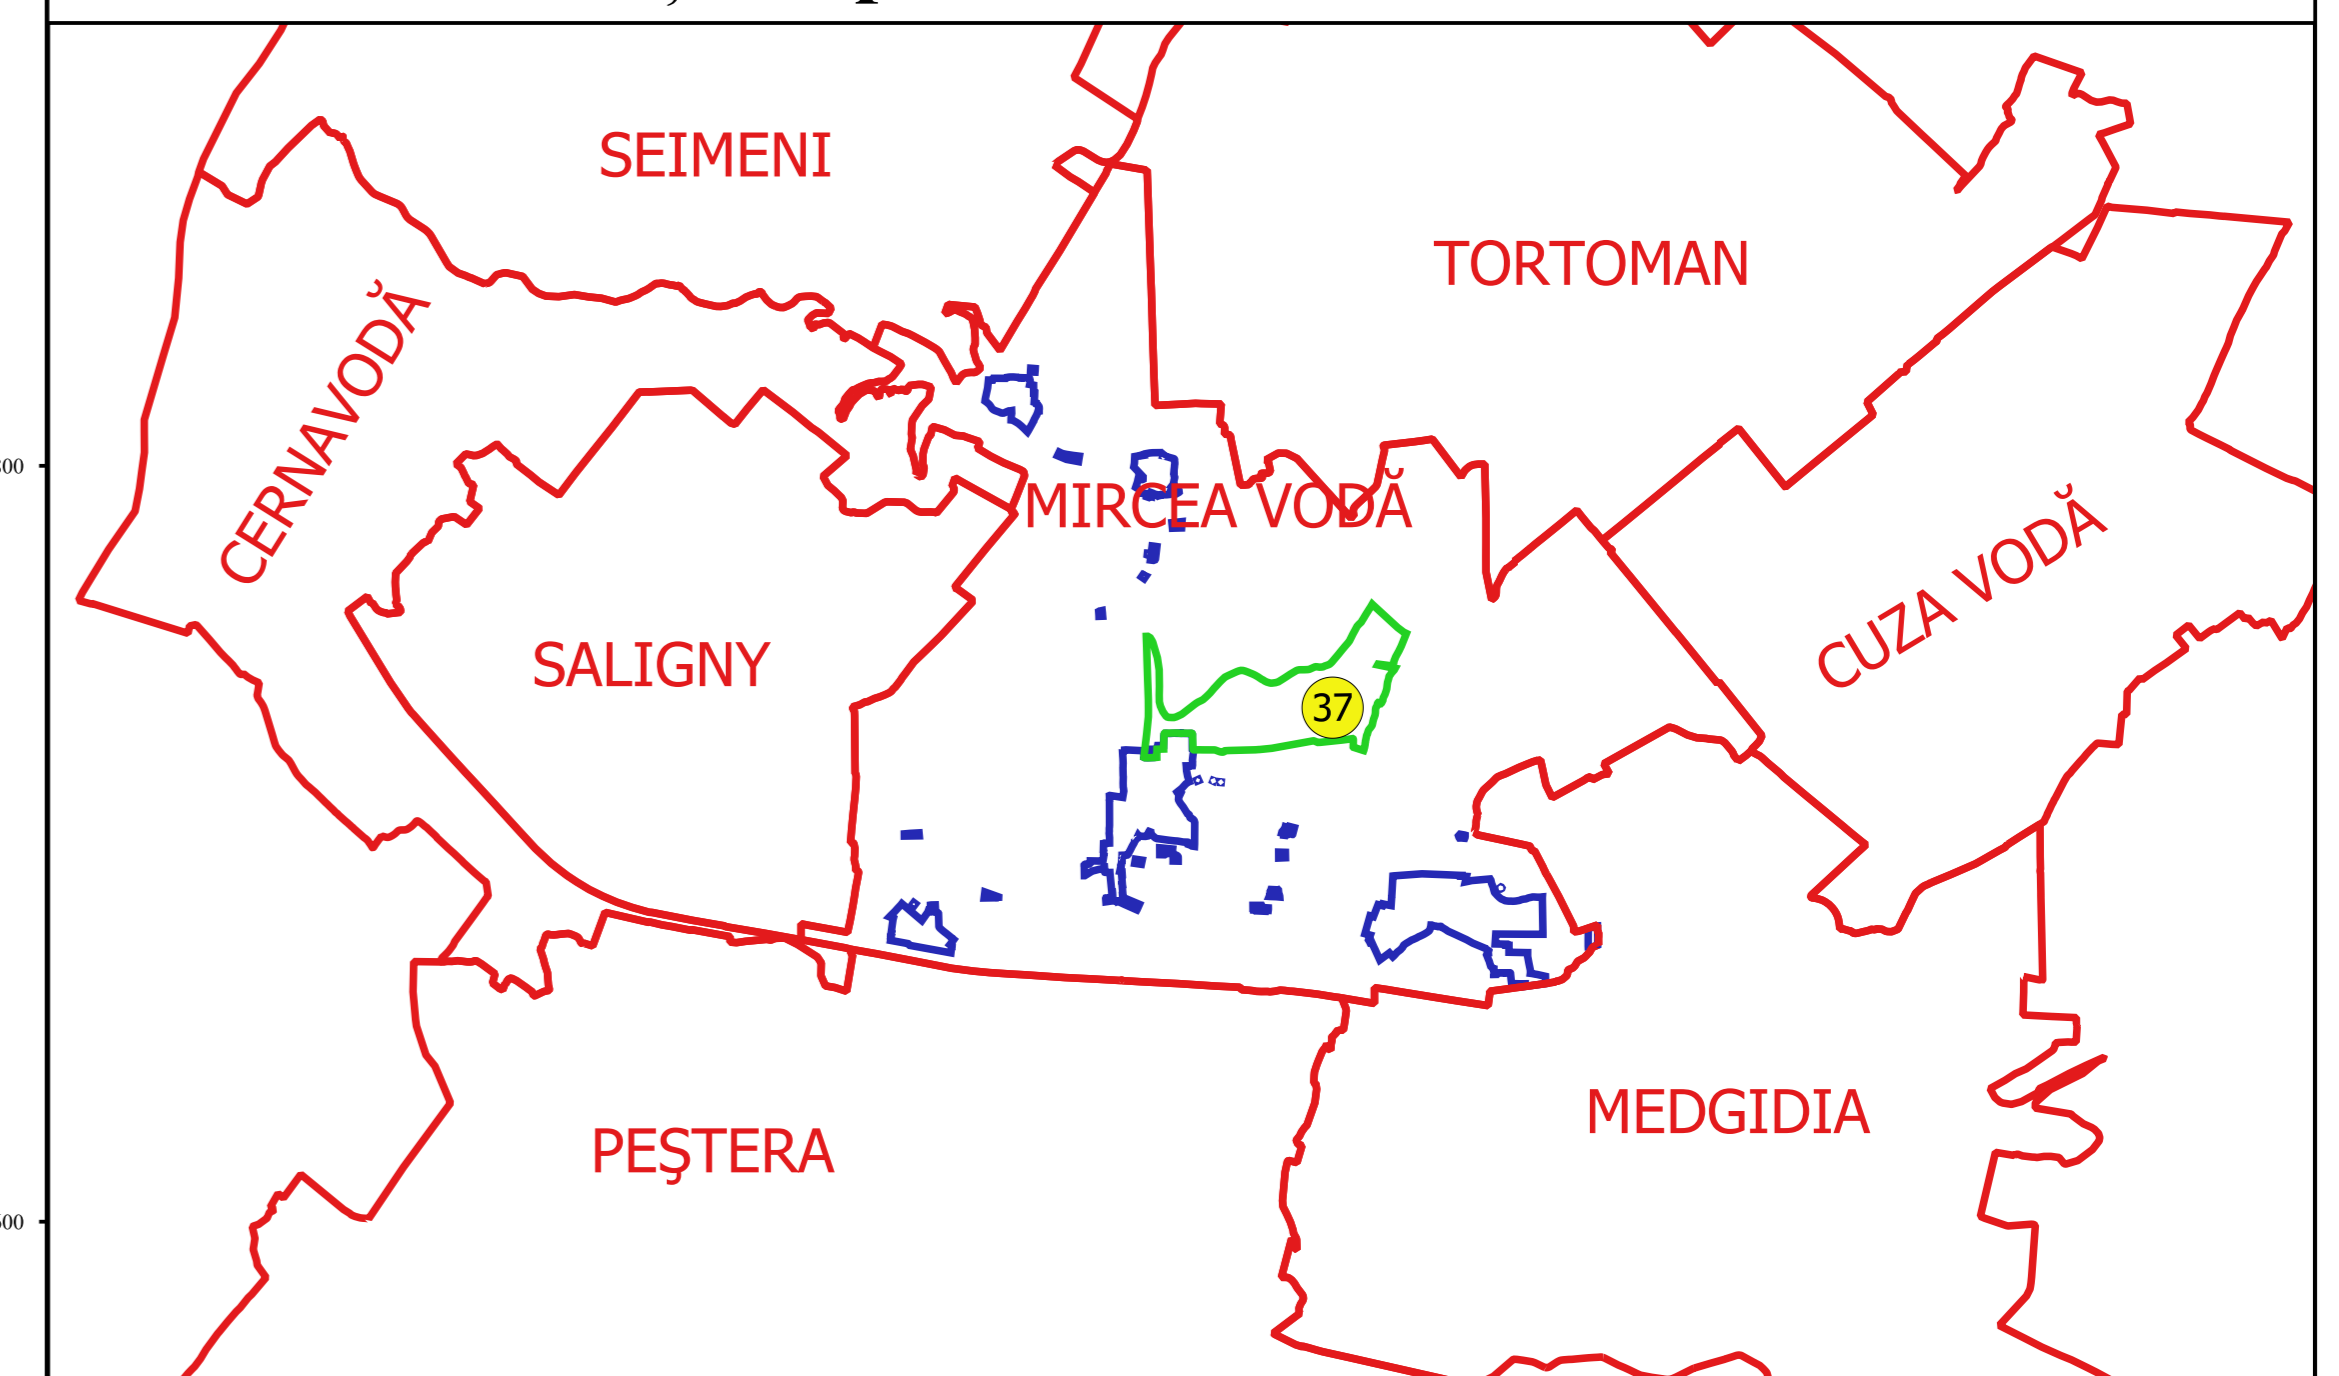 SEIMENI
TORTOMAN
CERNAVODĂ
MIRCEA VODĂ
CUZA VODĂ
SALIGNY
37
MEDGIDIA
PEŞTERA